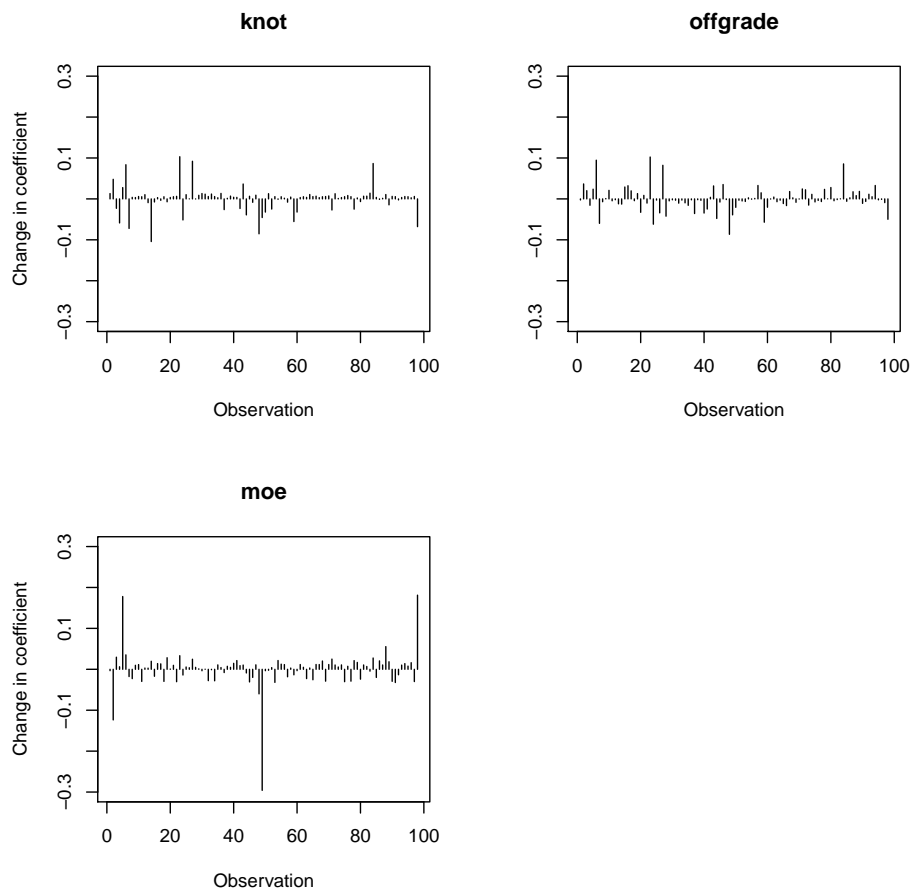 knot
Change in coefficient
0.3
0.1
−0.1
−0.3
0 20 40 60 80 100
Observation
offgrade
0.3
0.1
−0.1
−0.3
0 20 40 60 80 100
Observation
moe
Change in coefficient
0.3
0.1
−0.1
−0.3
0 20 40 60 80 100
Observation